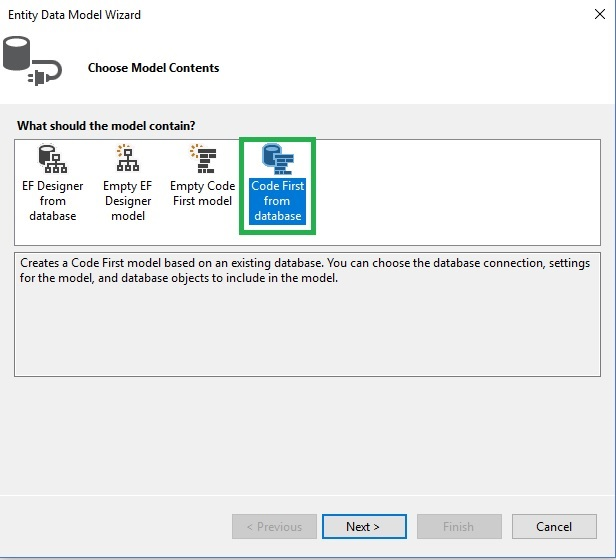 Entity Data Model Wizard
Choose Model Contents
What should the model contain?
EF Designer
from
database
Empty EF
Designer
model
Empty Code
First model
Code First
from
database
Creates a Code First model based on an existing database. You can choose the database connection, settings
for the model, and database objects to include in the model.
< Previous
Next >
Finish
Cancel